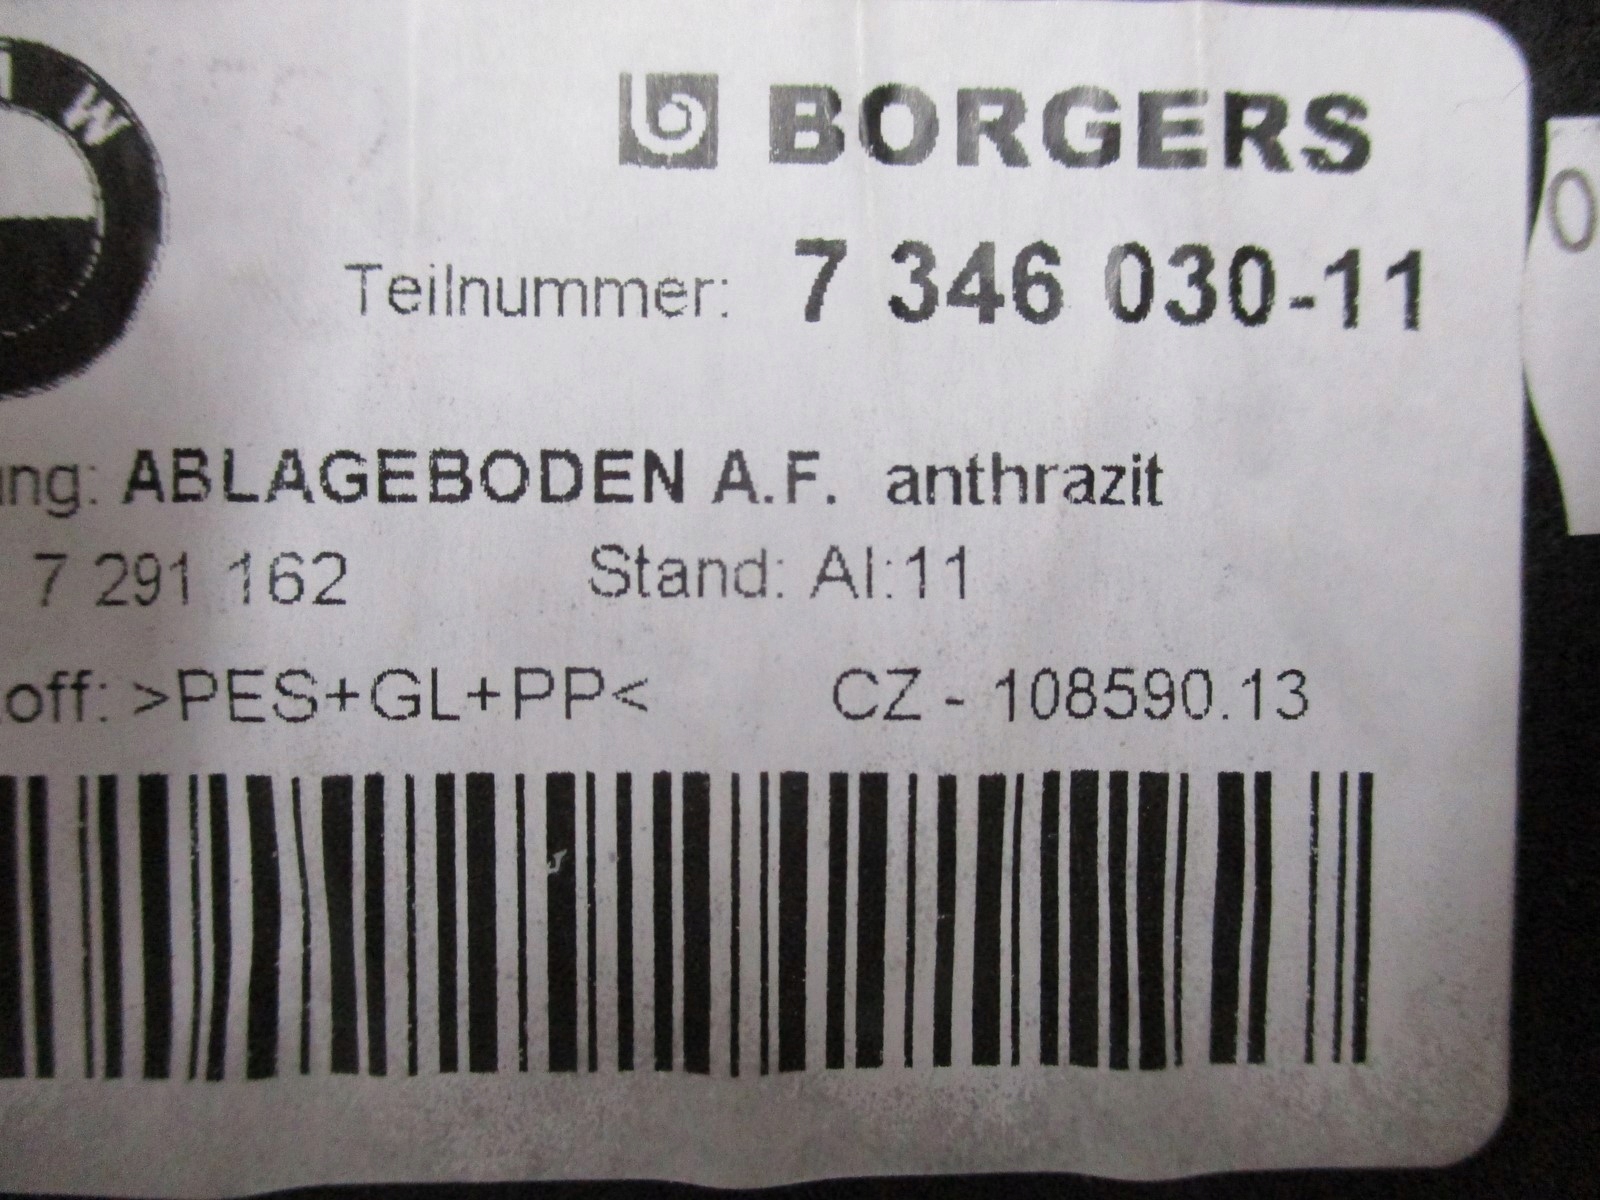 W
BORGERS
Teilnummer: 7 346 030-11
ung: ABLAGEBODEN A.F. anthrazit
7 291 162 Stand: AI:11
off: >PES+GL+PP< CZ - 108590.13
0